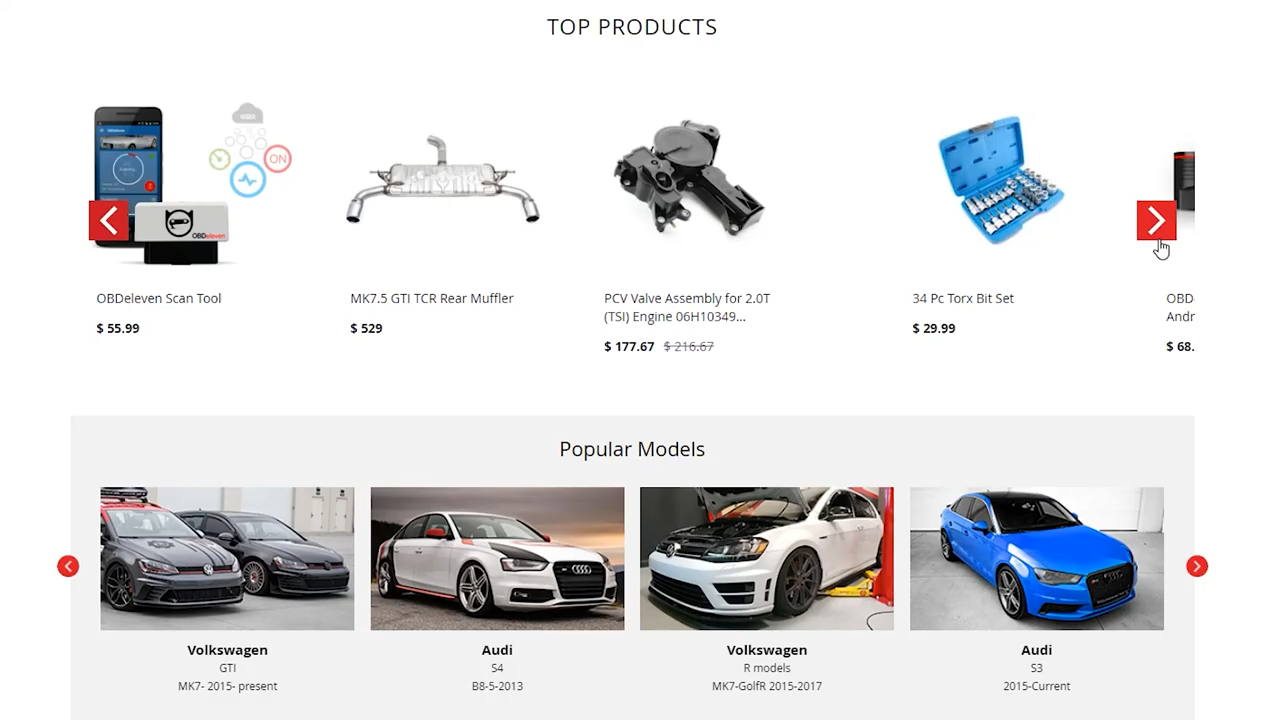 TOP PRODUCTS
ON
OBDeleven
OBDeleven Scan Tool
$ 55.99
MK7.5 GTI TCR Rear Muffler
$ 529
PCV Valve Assembly for 2.0T
(TSI) Engine 06H10349...
$ 177.67 $ 216.67
34 Pc Torx Bit Set
$ 29.99
OBD
Andr
$ 68.
Popular Models
Volkswagen
GTI
MK7- 2015- present
Audi
S4
B8-5-2013
Volkswagen
R models
MK7-GolfR 2015-2017
Audi
S3
2015-Current